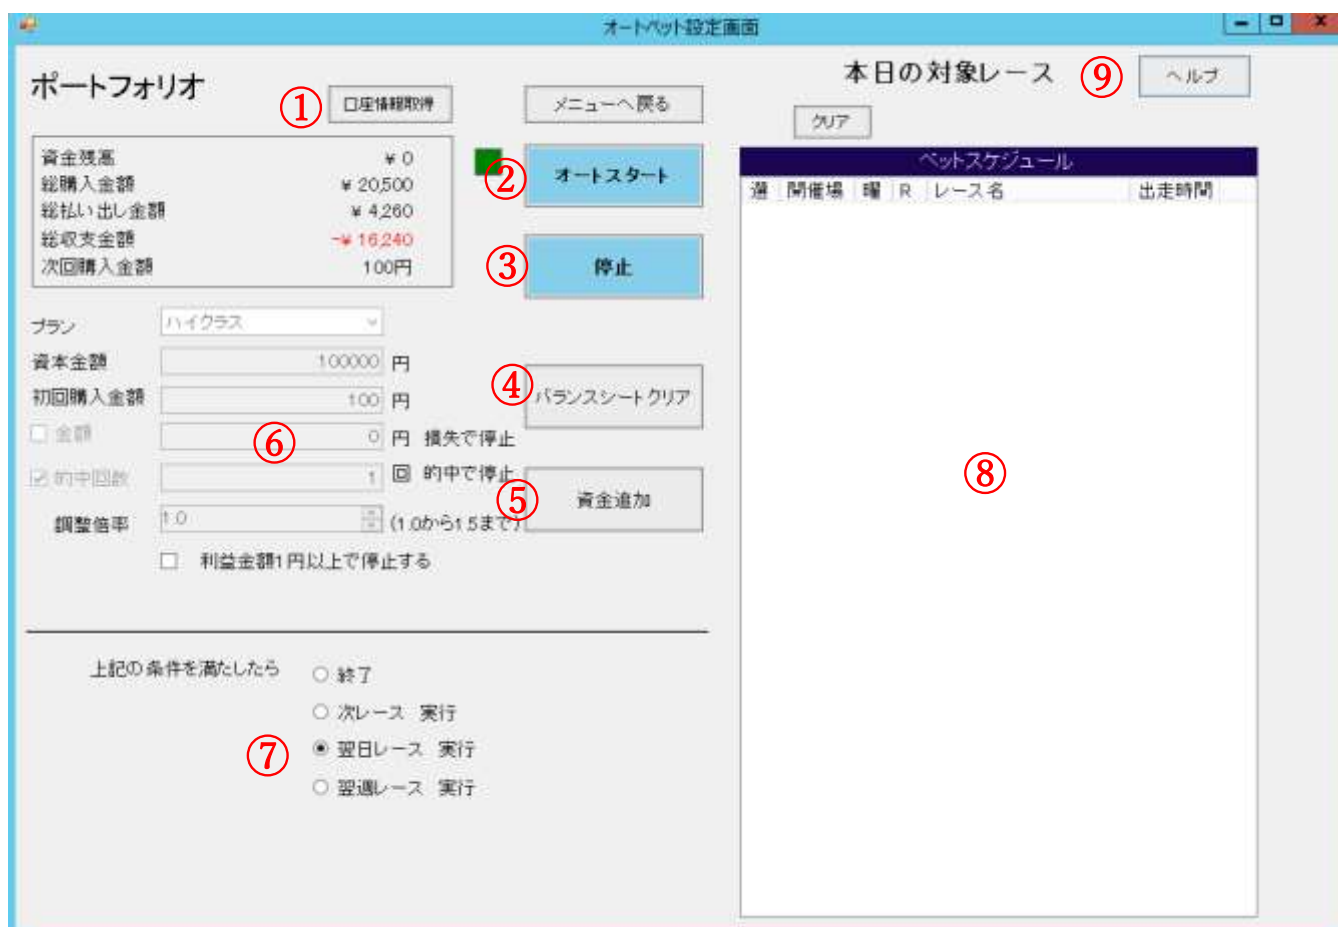 オートベット設定画面
ポートフォリオ
① 口座情報取得
メニューへ戻る
資金残高 ¥ 0
総購入金額 ¥ 20,500
総払い出し金額 ¥ 4,260
総収支金額 -¥ 16,240
次回購入金額 100円
② オートスタート
③ 停止
プラン ハイクラス
資本金額 100000 円
初回購入金額 100 円
金額 0 円 損失で停止
的中回数 1 回 的中で停止
⑥
調整倍率 1.0 (1.0から1.5まで)
利益金額1円以上で停止する
④ バランスシートクリア
⑤ 資金追加
上記の条件を満たしたら
終了
次レース 実行
⑦ 翌日レース 実行
翌週レース 実行
本日の対象レース
⑨ ヘルプ
クリア
ベットスケジュール
選 開催場 曜 R レース名 出走時間
⑧